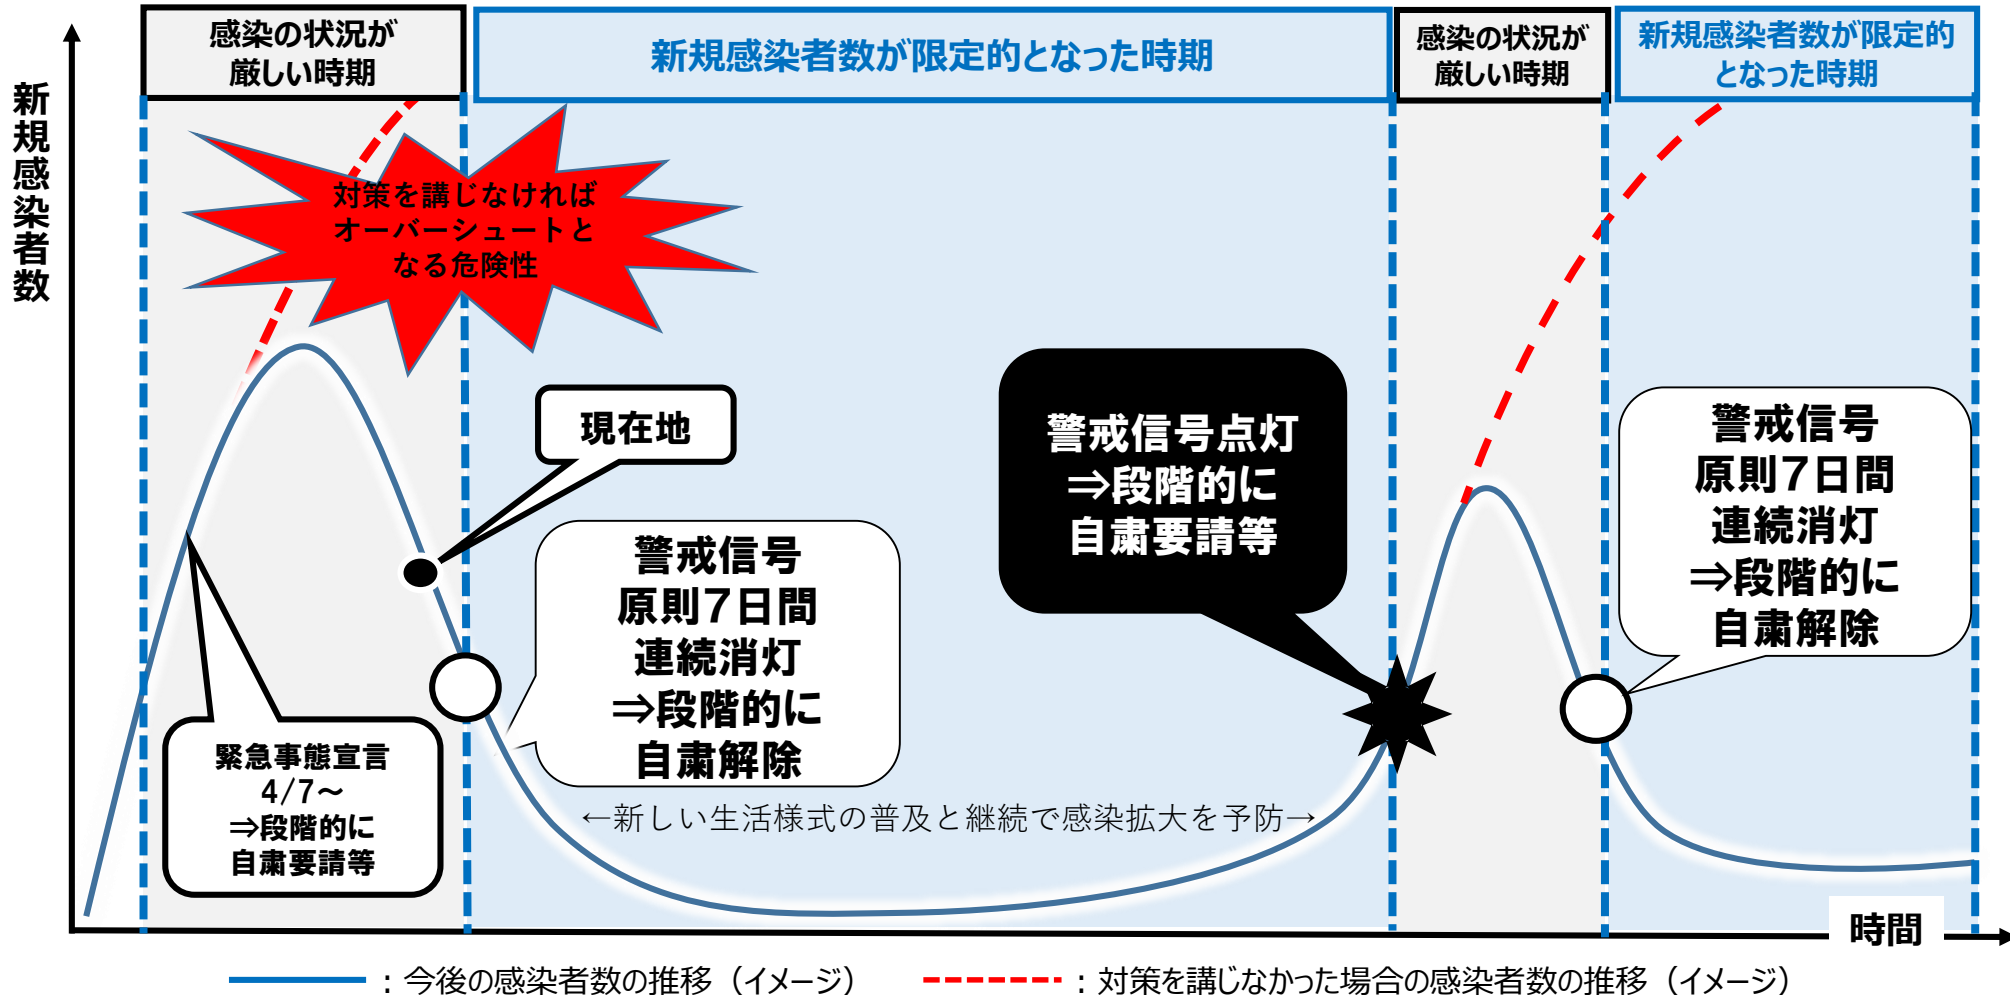 感染の状況が
厳しい時期
新規感染者数が限定的となった時期
感染の状況が
厳しい時期
新規感染者数が限定的
となった時期
新規感染者数
対策を講じなければ
オーバーシュートと
なる危険性
現在地
警戒信号
原則7日間
連続消灯
⇒段階的に
自粛解除
警戒信号点灯
⇒段階的に
自粛要請等
警戒信号
原則7日間
連続消灯
⇒段階的に
自粛解除
緊急事態宣言
4/7~
⇒段階的に
自粛要請等
←新しい生活様式の普及と継続で感染拡大を予防→
時間
:今後の感染者数の推移(イメージ)
:対策を講じなかった場合の感染者数の推移(イメージ)